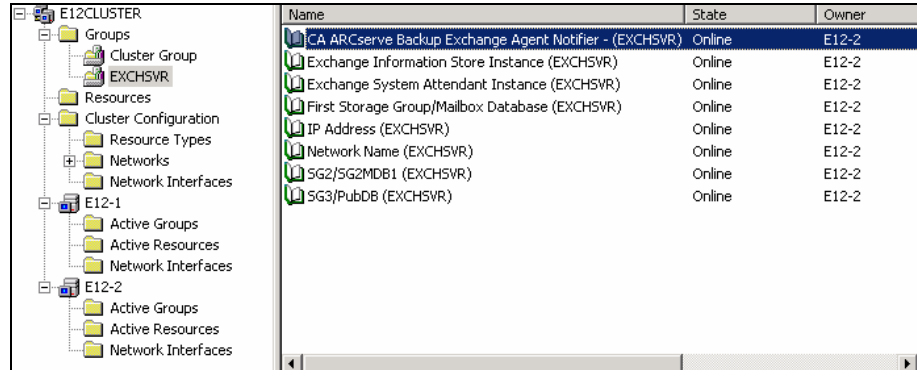 E12CLUSTER
Groups
Cluster Group
EXCHSVR
Resources
Cluster Configuration
Resource Types
Networks
Network Interfaces
E12-1
Active Groups
Active Resources
Network Interfaces
E12-2
Active Groups
Active Resources
Network Interfaces
Name State Owner
CA ARCserve Backup Exchange Agent Notifier - (EXCHSVR) Online E12-2
Exchange Information Store Instance (EXCHSVR) Online E12-2
Exchange System Attendant Instance (EXCHSVR) Online E12-2
First Storage Group/Mailbox Database (EXCHSVR) Online E12-2
IP Address (EXCHSVR) Online E12-2
Network Name (EXCHSVR) Online E12-2
SG2/SG2MDB1 (EXCHSVR) Online E12-2
SG3/PubDB (EXCHSVR) Online E12-2